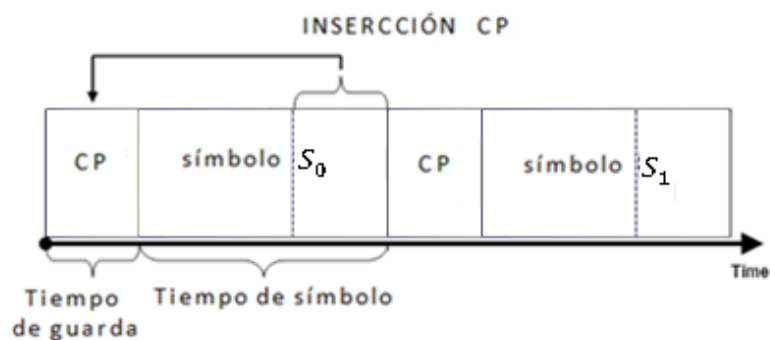 INSERCCIÓN CP
CP símbolo S₀ CP símbolo S₁
Time
Tiempo de guarda
Tiempo de símbolo